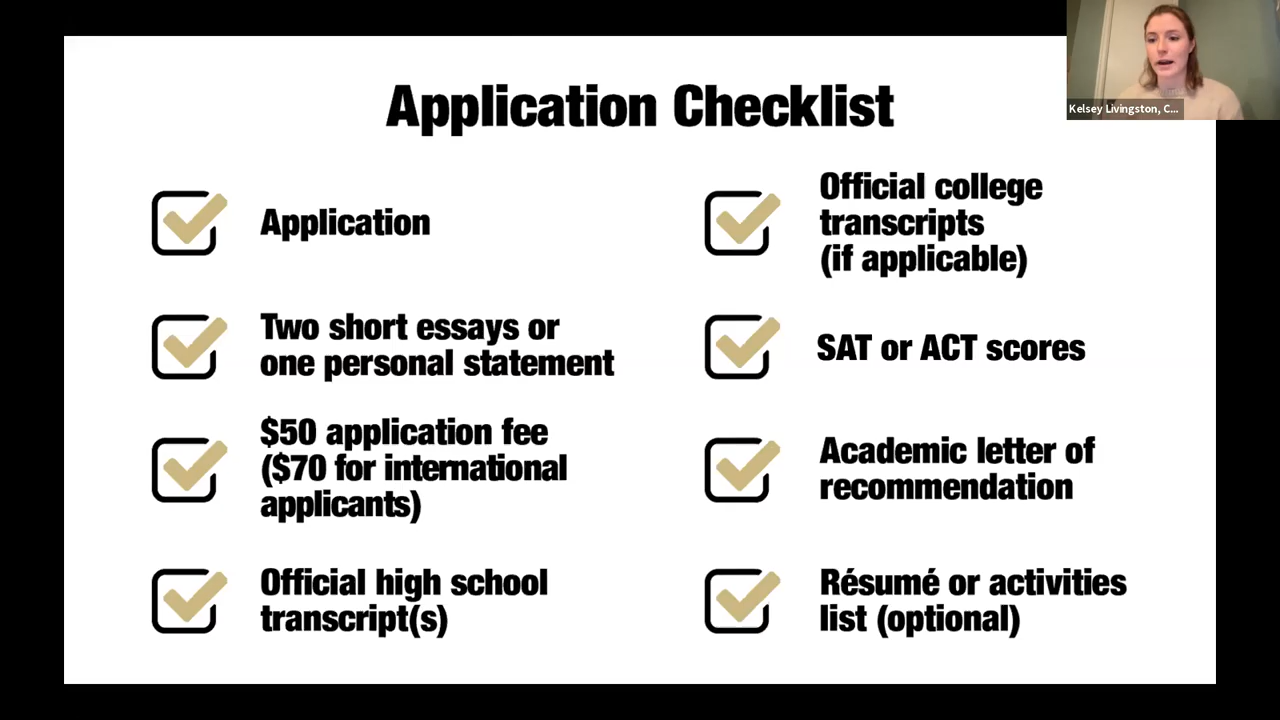 Application Checklist
Application
Two short essays or
one personal statement
$50 application fee
($70 for international
applicants)
Official high school
transcript(s)
Official college
transcripts
(if applicable)
SAT or ACT scores
Academic letter of
recommendation
Résumé or activities
list (optional)
Kelsey Livingston, C...